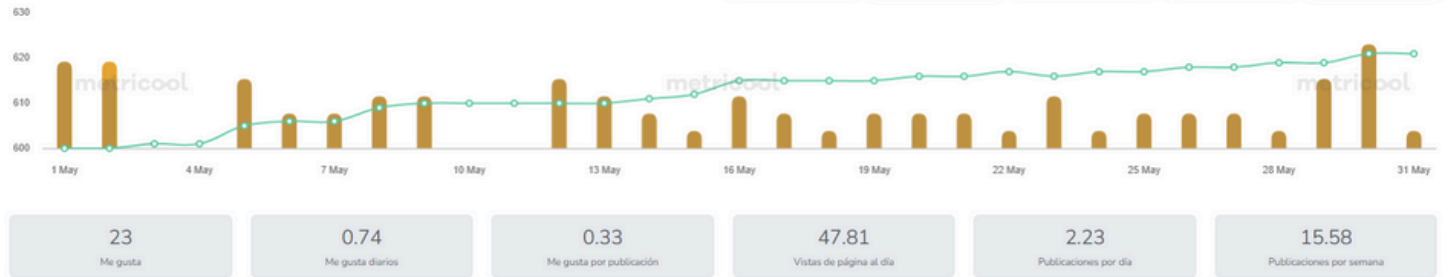 630
620
610
600
metricool metricool metricool
1 May 4 May 7 May 10 May 13 May 16 May 19 May 22 May 25 May 28 May 31 May
23 0.74 0.33 47.81 2.23 15.58
Me gusta Me gusta diarios Me gusta por publicación Vistas de página al día Publicaciones por día Publicaciones por semana